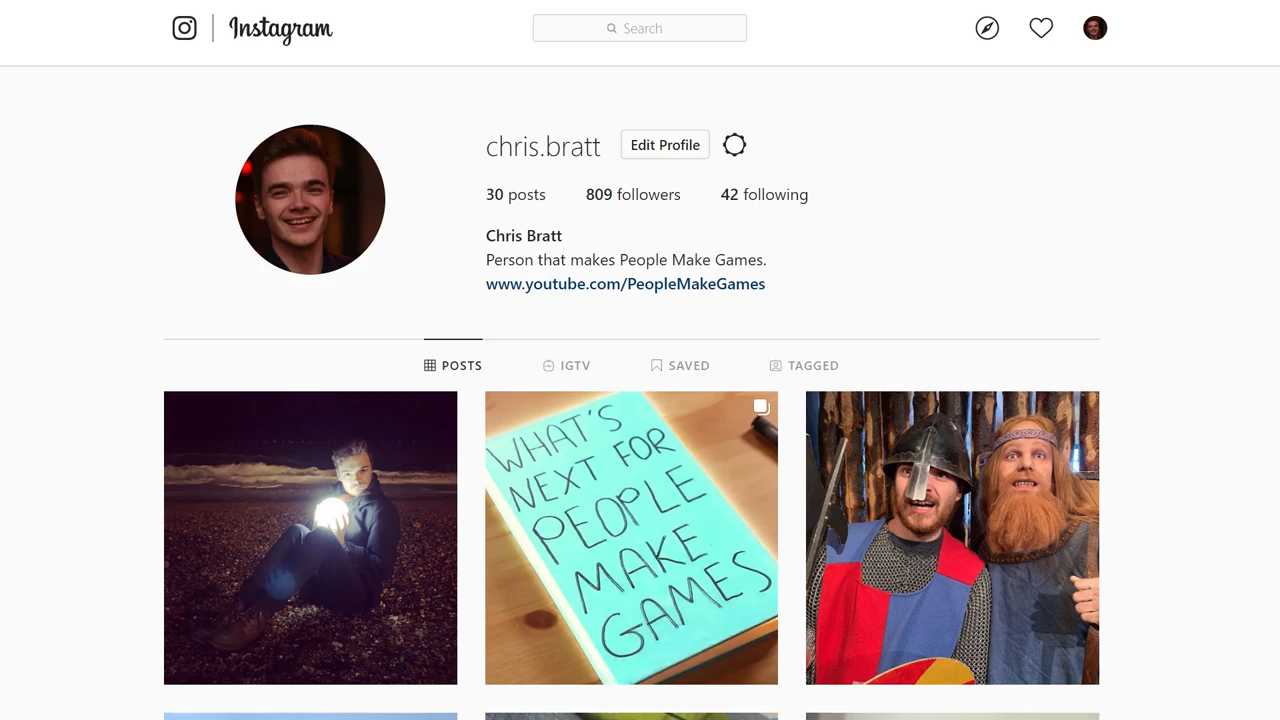 Instagram
Search
chris.bratt
Edit Profile
30 posts 809 followers 42 following
Chris Bratt
Person that makes People Make Games.
www.youtube.com/PeopleMakeGames
POSTS IGTV SAVED TAGGED
WHAT'S
NEXT FOR
PEOPLE
MAKE
GAMES